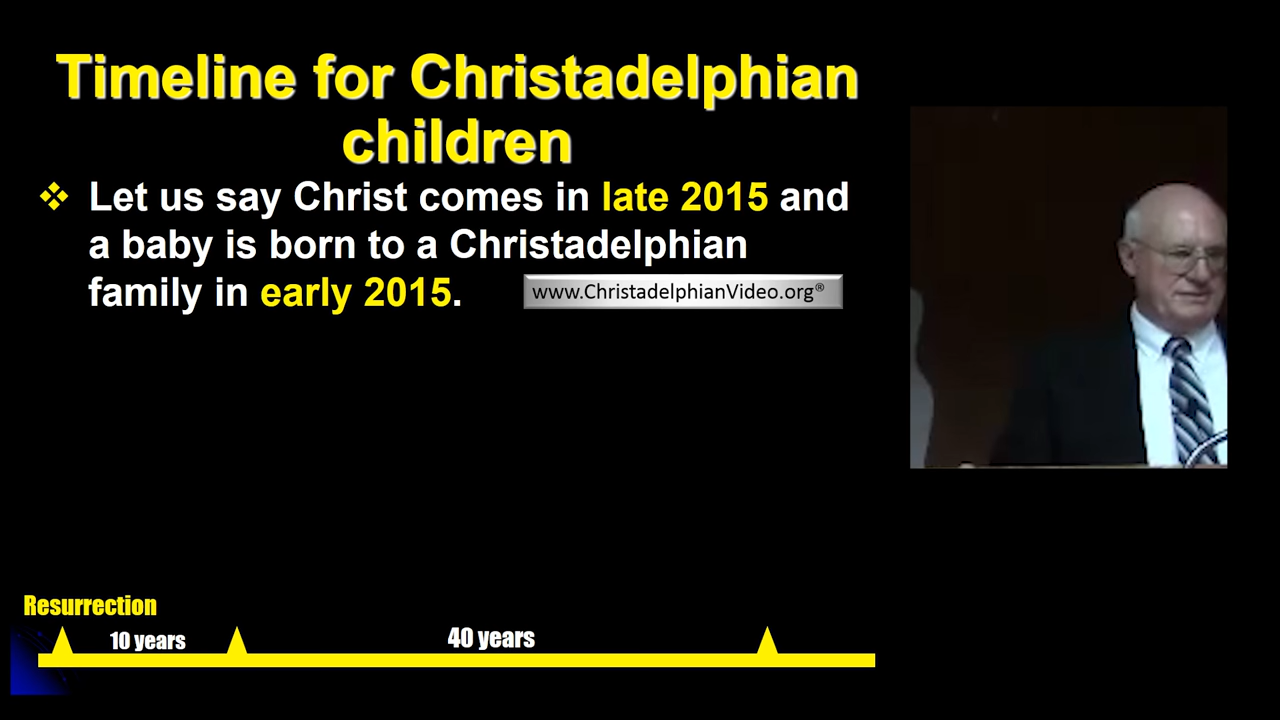 Timeline for Christadelphian
children
❖ Let us say Christ comes in late 2015 and
a baby is born to a Christadelphian
family in early 2015.
www.ChristadelphianVideo.org®
Resurrection
10 years
40 years